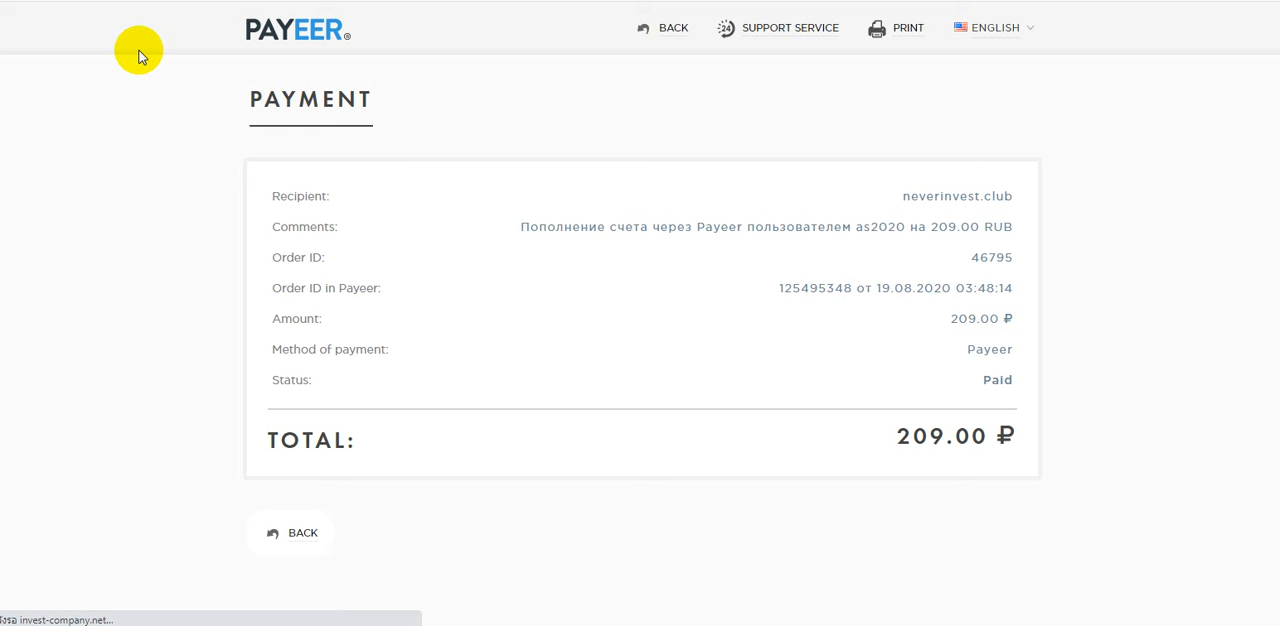 PAYEER® BACK 24 SUPPORT SERVICE PRINT ENGLISH
PAYMENT
Recipient: neverinvest.club
Comments: Пополнение счета через Payeer пользователем as2020 на 209.00 RUB
Order ID: 46795
Order ID in Payeer: 125495348 от 19.08.2020 03:48:14
Amount: 209.00 ₽
Method of payment: Payeer
Status: Paid
TOTAL: 209.00 ₽
BACK
invest-company.net...